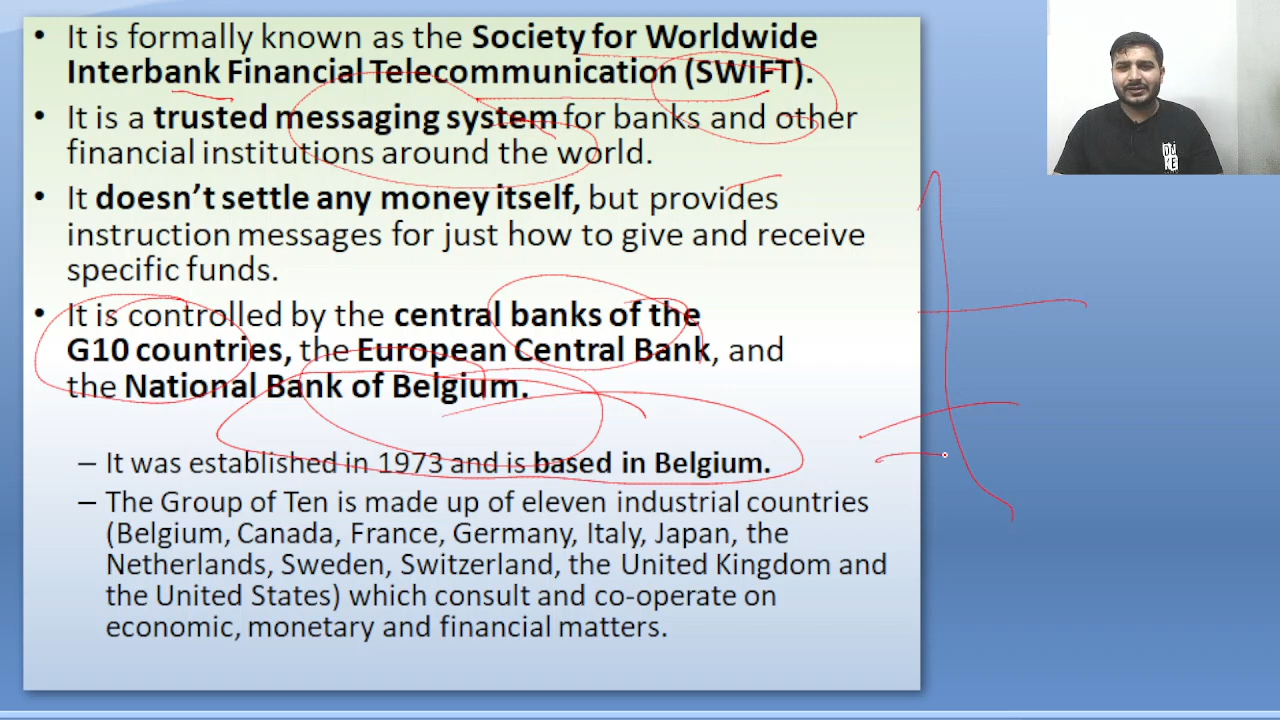 • It is formally known as the Society for Worldwide
Interbank Financial Telecommunication (SWIFT).
• It is a trusted messaging system for banks and other
financial institutions around the world.
• It doesn’t settle any money itself, but provides
instruction messages for just how to give and receive
specific funds.
• It is controlled by the central banks of the
G10 countries, the European Central Bank, and
the National Bank of Belgium.
– It was established in 1973 and is based in Belgium.
– The Group of Ten is made up of eleven industrial countries
(Belgium, Canada, France, Germany, Italy, Japan, the
Netherlands, Sweden, Switzerland, the United Kingdom and
the United States) which consult and co-operate on
economic, monetary and financial matters.